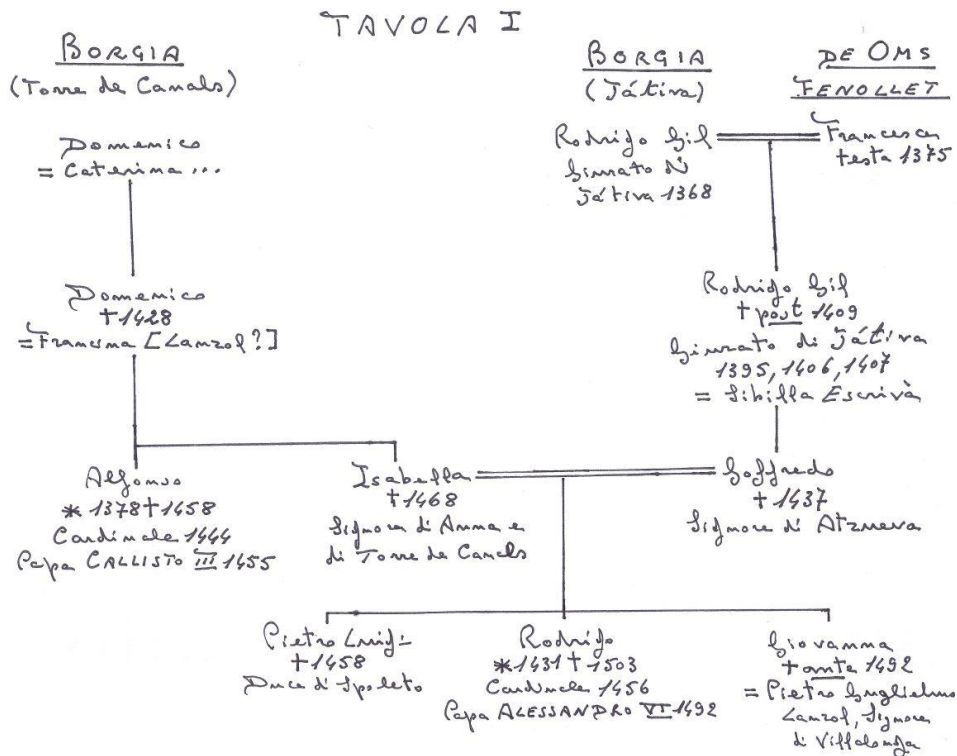 TAVOLA I
BORGIA
(Torre de Canals)
BORGIA
(Játiva)
DE OMS
FENOLLET
Domenico
= Caterina ...
Rodrigo Gil
Giurato di
Játiva 1368
Francesca
testa 1375
Domenico
+1428
= Francina [Lanzol?]
Rodrigo Gil
+ post 1409
Giurato di Játiva
1395, 1406, 1407
= Sibilla Escrivà
Alfonso
* 1378 + 1458
Cardinale 1444
Papa CALLISTO III 1455
Isabella
+1468
Signora di Anna e
di Torre de Canals
Goffredo
+ 1437
Signore di Atzueva
Pietro Luigi
+1458
Duca di Spoleto
Rodrigo
*1431 + 1503
Cardinale 1456
Papa ALESSANDRO VI 1492
Giovanna
+ ante 1492
= Pietro Guglielmo
Lanzol, Signore
di Villalonga